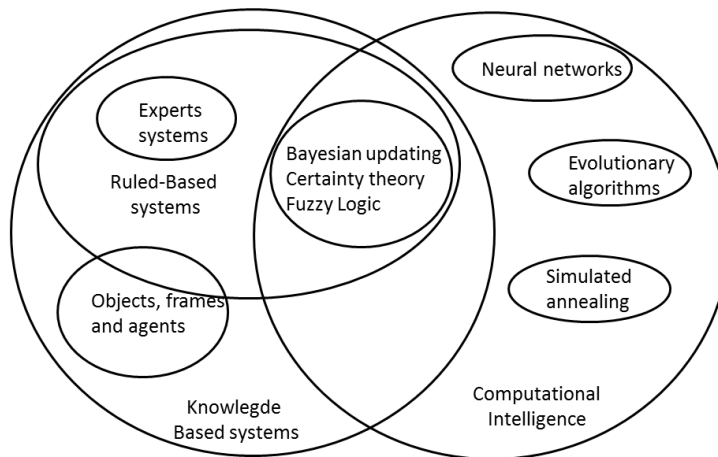 Experts
systems
Ruled-Based
systems
Objects, frames
and agents
Knowlegde
Based systems
Bayesian updating
Certainty theory
Fuzzy Logic
Neural networks
Evolutionary
algorithms
Simulated
annealing
Computational
Intelligence